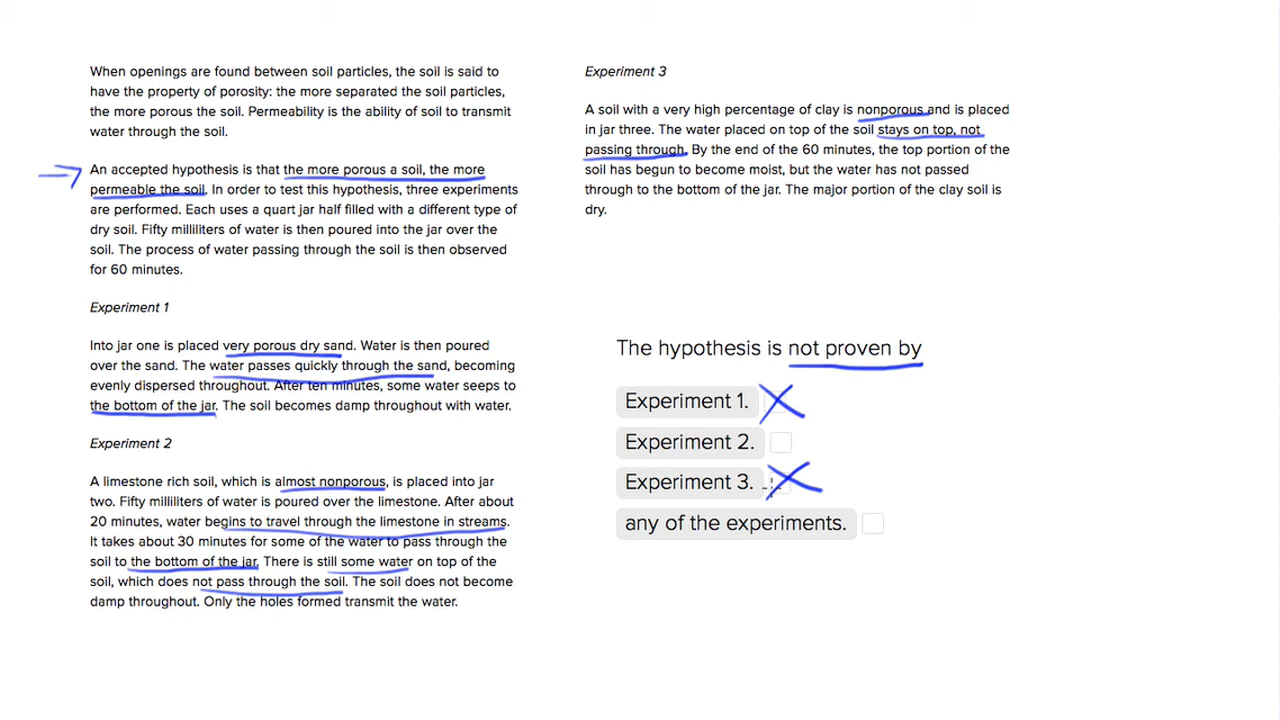 When openings are found between soil particles, the soil is said to
have the property of porosity: the more separated the soil particles,
the more porous the soil. Permeability is the ability of soil to transmit
water through the soil.
An accepted hypothesis is that the more porous a soil, the more
permeable the soil. In order to test this hypothesis, three experiments
are performed. Each uses a quart jar half filled with a different type of
dry soil. Fifty milliliters of water is then poured into the jar over the
soil. The process of water passing through the soil is then observed
for 60 minutes.
Experiment 1
Into jar one is placed very porous dry sand. Water is then poured
over the sand. The water passes quickly through the sand, becoming
evenly dispersed throughout. After ten minutes, some water seeps to
the bottom of the jar. The soil becomes damp throughout with water.
Experiment 2
A limestone rich soil, which is almost nonporous, is placed into jar
two. Fifty milliliters of water is poured over the limestone. After about
20 minutes, water begins to travel through the limestone in streams.
It takes about 30 minutes for some of the water to pass through the
soil to the bottom of the jar. There is still some water on top of the
soil, which does not pass through the soil. The soil does not become
damp throughout. Only the holes formed transmit the water.
Experiment 3
A soil with a very high percentage of clay is nonporous and is placed
in jar three. The water placed on top of the soil stays on top, not
passing through. By the end of the 60 minutes, the top portion of the
soil has begun to become moist, but the water has not passed
through to the bottom of the jar. The major portion of the clay soil is
dry.
The hypothesis is not proven by
Experiment 1.
Experiment 2.
Experiment 3.
any of the experiments.